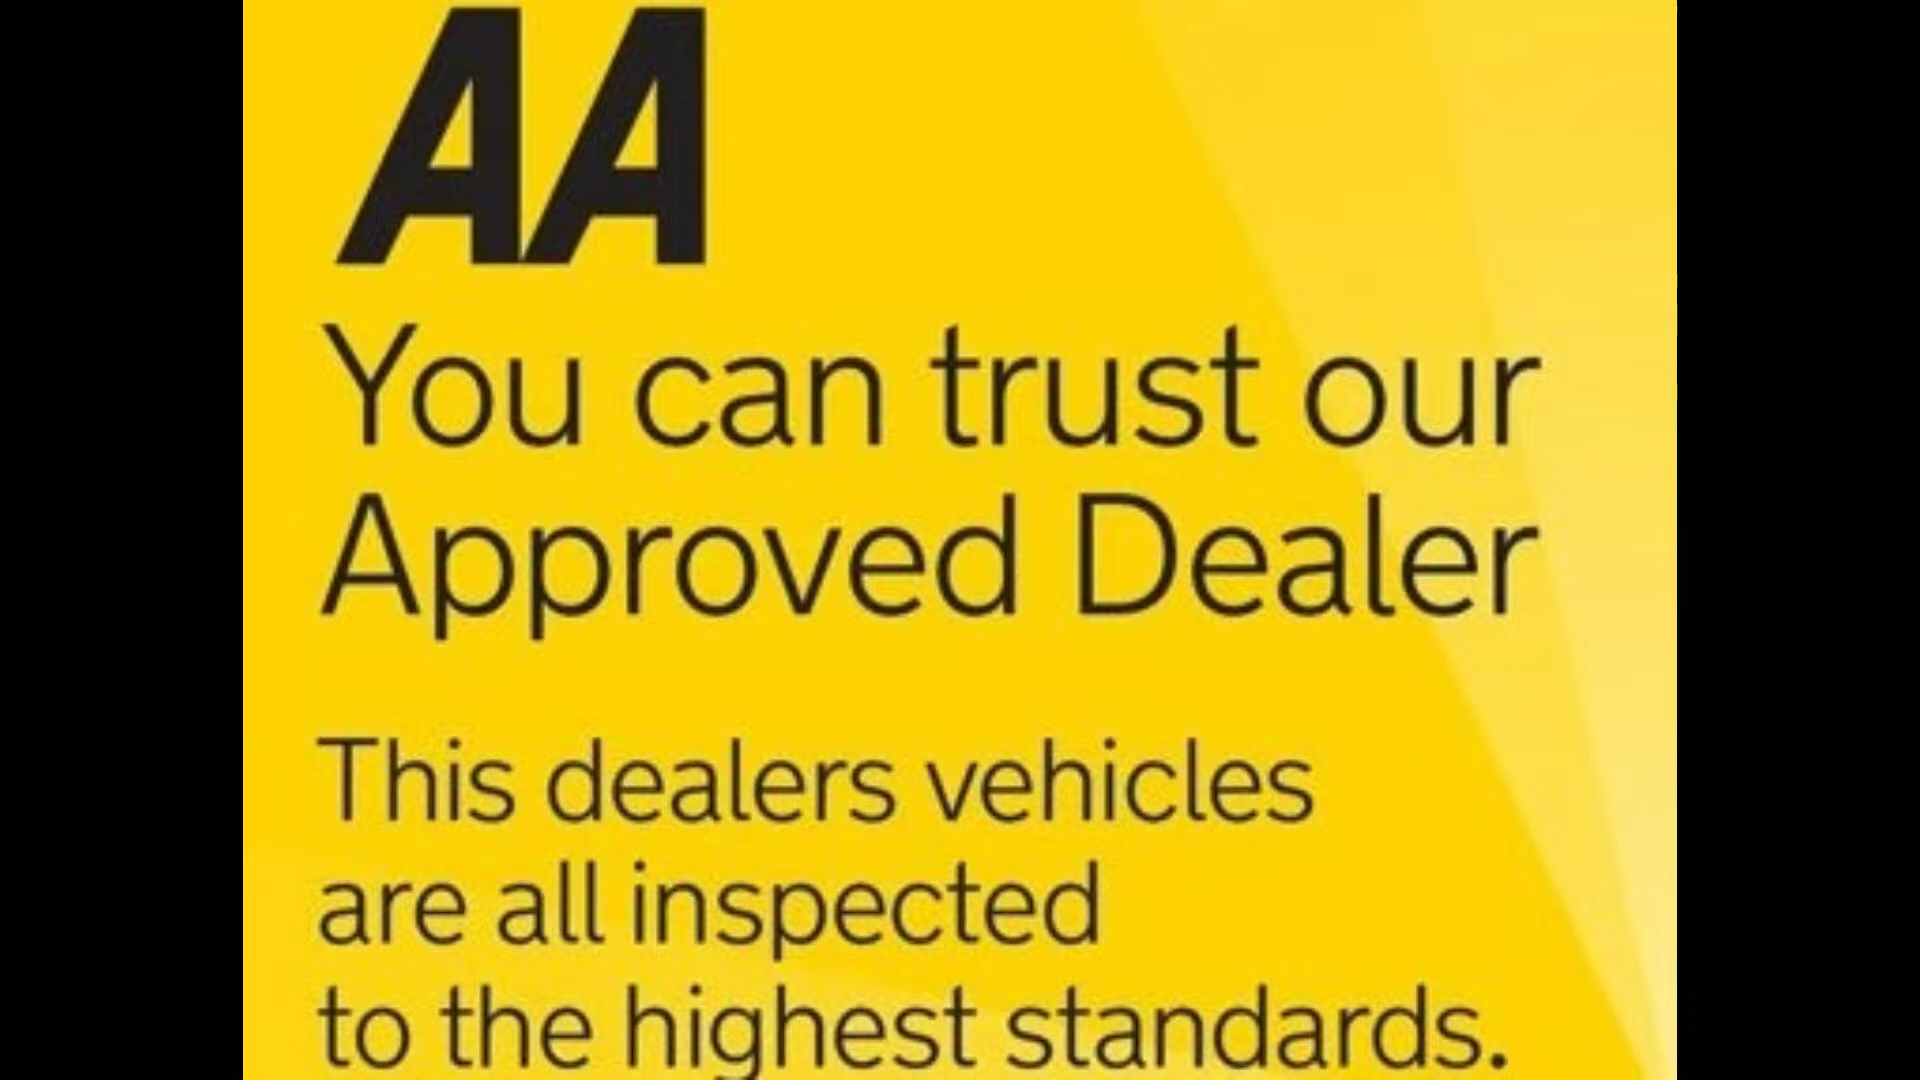 AA
You can trust our
Approved Dealer
This dealers vehicles
are all inspected
to the highest standards.